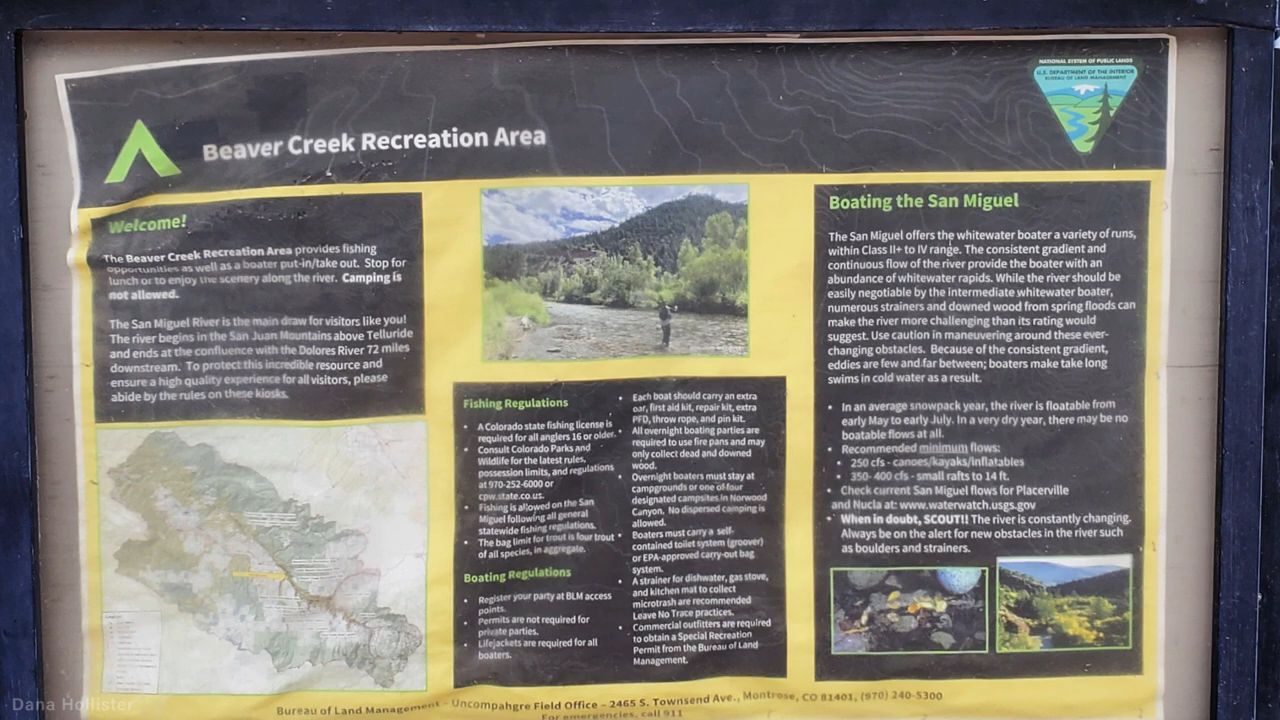 NATIONAL SYSTEM OF PUBLIC LANDS
U.S. DEPARTMENT OF THE INTERIOR
BUREAU OF LAND MANAGEMENT
Beaver Creek Recreation Area
Welcome!
The Beaver Creek Recreation Area provides fishing
opportunities as well as a boater put-in/take out. Stop for
lunch or to enjoy the scenery along the river. Camping is
not allowed.
The San Miguel River is the main draw for visitors like you!
The river begins in the San Juan Mountains above Telluride
and ends at the confluence with the Dolores River 72 miles
downstream. To protect this incredible resource and
ensure a high quality experience for all visitors, please
abide by the rules on these kiosks.
Fishing Regulations
• A Colorado state fishing license is
required for all anglers 16 or older.
• Consult Colorado Parks and
Wildlife for the latest rules,
possession limits, and regulations
at 970-252-6000 or
cpw.state.co.us.
• Fishing is allowed on the San
Miguel following all general
statewide fishing regulations.
• The bag limit for trout is four trout
of all species, in aggregate.
Boating Regulations
• Register your party at BLM access
points.
• Permits are not required for
private parties.
• Lifejackets are required for all
boaters.
• Each boat should carry an extra
oar, first aid kit, repair kit, extra
PFD, throw rope, and pin kit.
• All overnight boating parties are
required to use fire pans and may
only collect dead and downed
wood.
• Overnight boaters must stay at
campgrounds or one of four
designated campsites in Norwood
Canyon. No dispersed camping is
allowed.
• Boaters must carry a self-
contained toilet system (groover)
or EPA-approved carry-out bag
system.
• A strainer for dishwater, gas stove,
and kitchen mat to collect
microtrash are recommended
Leave No Trace practices.
• Commercial outfitters are required
to obtain a Special Recreation
Permit from the Bureau of Land
Management.
Boating the San Miguel
The San Miguel offers the whitewater boater a variety of runs,
within Class II+ to IV range. The consistent gradient and
continuous flow of the river provide the boater with an
abundance of whitewater rapids. While the river should be
easily negotiable by the intermediate whitewater boater,
numerous strainers and downed wood from spring floods can
make the river more challenging than its rating would
suggest. Use caution in maneuvering around these ever-
changing obstacles. Because of the consistent gradient,
eddies are few and far between; boaters make take long
swims in cold water as a result.
• In an average snowpack year, the river is floatable from
early May to early July. In a very dry year, there may be no
boatable flows at all.
• Recommended minimum flows:
• 250 cfs - canoes/kayaks/inflatables
• 350- 400 cfs - small rafts to 14 ft.
• Check current San Miguel flows for Placerville
and Nucla at: www.waterwatch.usgs.gov
• When in doubt, SCOUT!! The river is constantly changing.
Always be on the alert for new obstacles in the river such
as boulders and strainers.
Bureau of Land Management – Uncompahgre Field Office – 2465 S. Townsend Ave., Montrose, CO 81401, (970) 240-5300
For emergencies, call 911
Dana Hollister